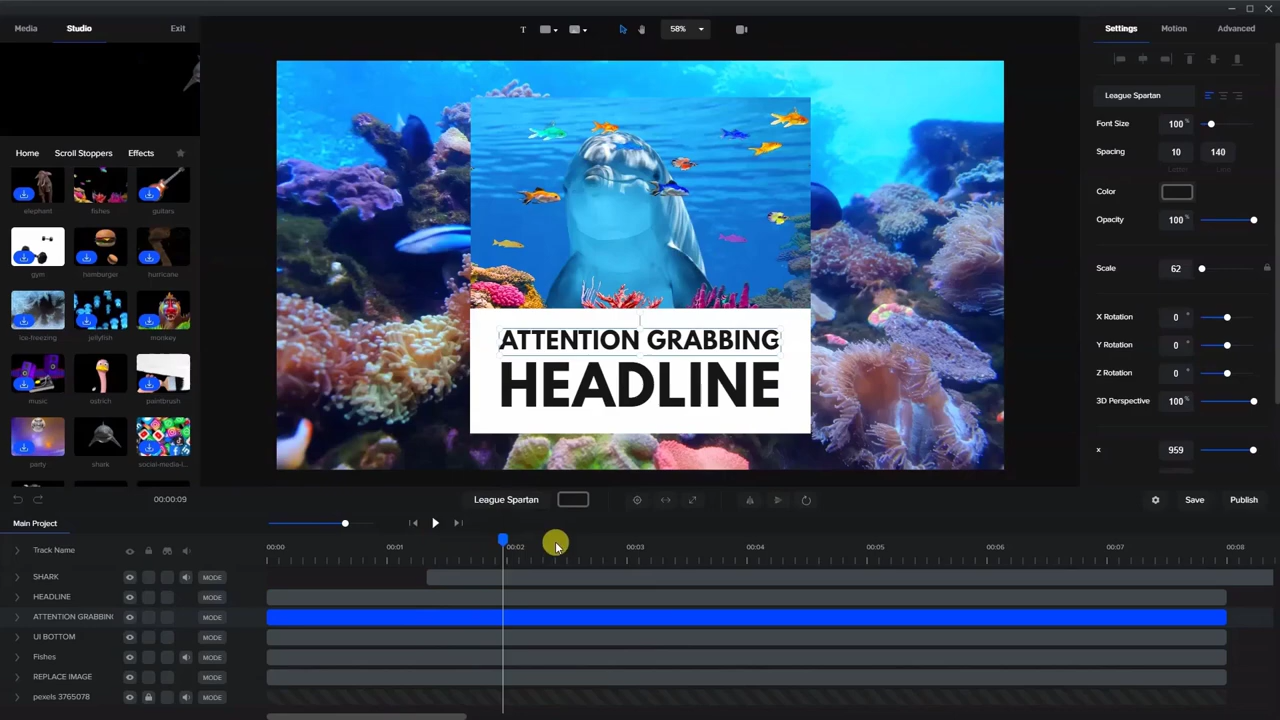 Media Studio Exit
T 58%
Settings Motion Advanced
Home Scroll Stoppers Effects
elephant fishes guitars
gym hamburger hurricane
ice-freezing jellyfish monkey
music ostrich paintbrush
party shark social-media-l...
ATTENTION GRABBING
HEADLINE
League Spartan
Font Size 100 %
Spacing 10 140
Letter Line
Color
Opacity 100 %
Scale 62
X Rotation 0 °
Y Rotation 0 °
Z Rotation 0 °
3D Perspective 100 %
x 959
00:00:09 League Spartan Save Publish
Main Project
Track Name 00:00 00:01 00:02 00:03 00:04 00:05 00:06 00:07 00:08
SHARK MODE
HEADLINE MODE
ATTENTION GRABBING MODE
UI BOTTOM MODE
Fishes MODE
REPLACE IMAGE MODE
pexels 3765078 MODE